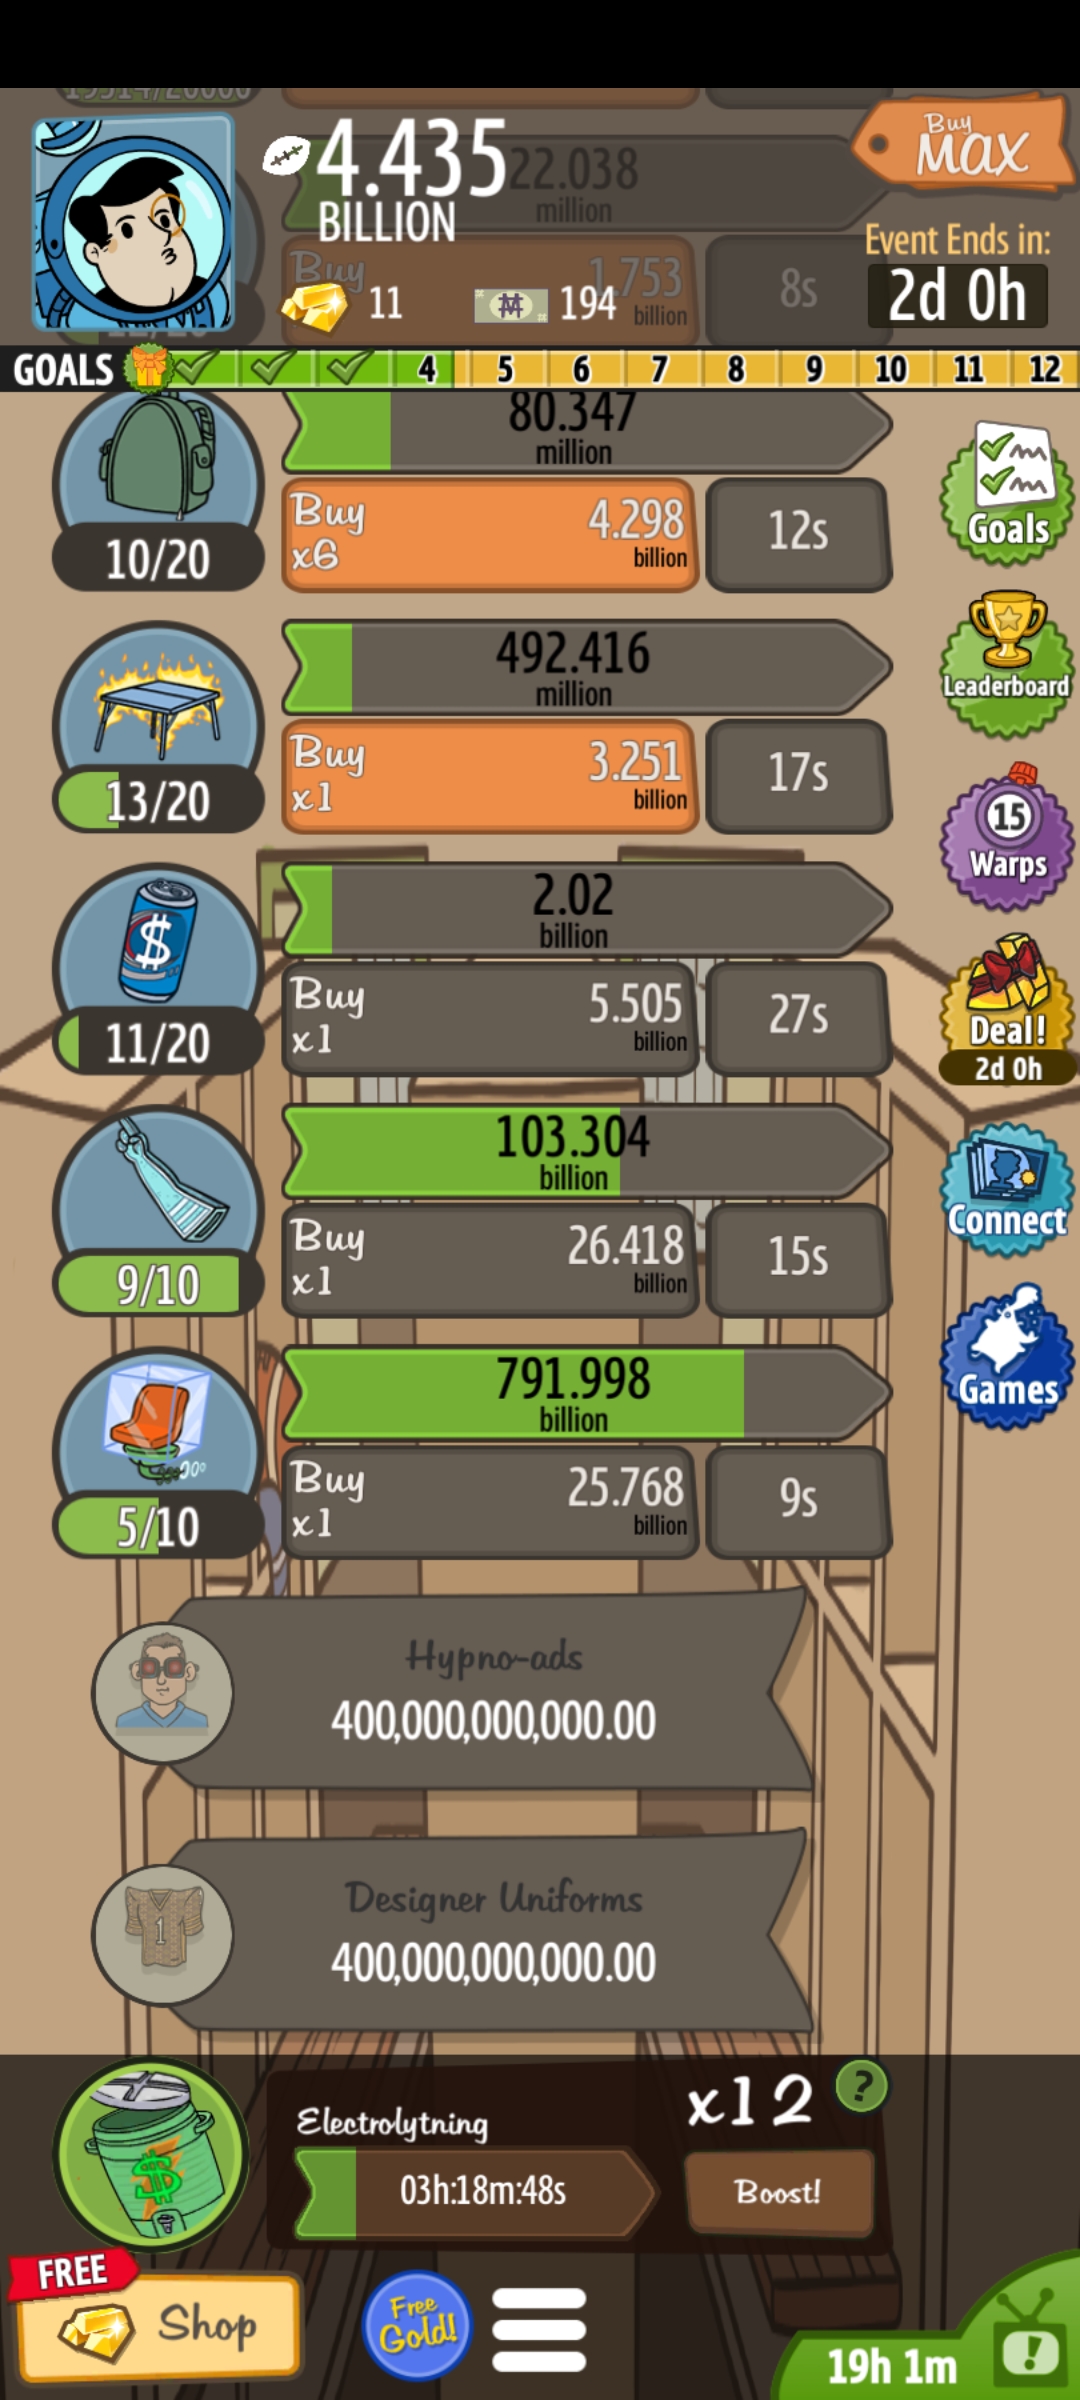 4.435
BILLION
22.038
million
Buy
MAX
Event Ends in:
2d 0h
Buy
1.753
billion
8s
11
194
GOALS
4
5
6
7
8
9
10
11
12
80.347
million
Buy
x6
4.298
billion
12s
10/20
Goals
492.416
million
Buy
x1
3.251
billion
17s
13/20
Leaderboard
15
Warps
2.02
billion
Buy
x1
5.505
billion
27s
$
11/20
Deal!
2d 0h
103.304
billion
Buy
x1
26.418
billion
15s
9/10
Connect
791.998
billion
Buy
x1
25.768
billion
9s
5/10
Games
Hypno-ads
400,000,000,000.00
Designer Uniforms
400,000,000,000.00
1
Electrolytning
03h:18m:48s
x12
?
Boost!
$
FREE
Shop
Free
Gold!
19h 1m
!